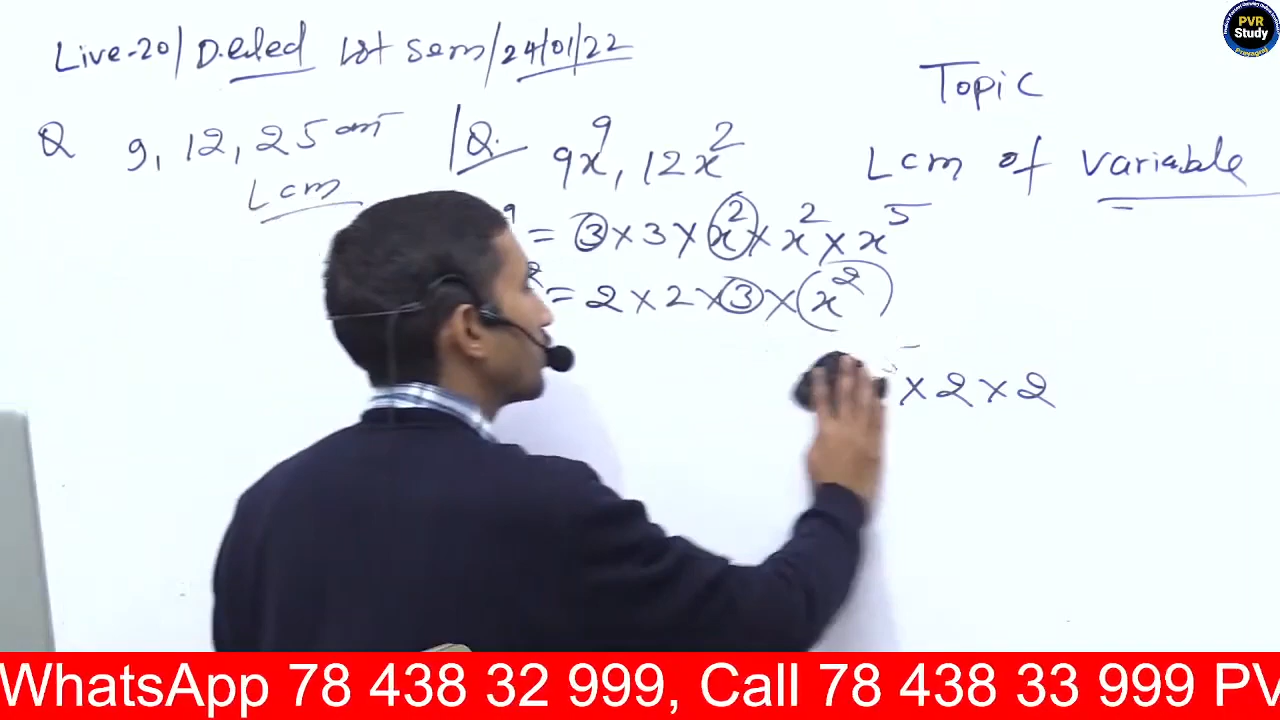 Live-20/ D.eled Ist Sem/24/01/22
Topic
Q 9, 12, 25
Lcm
Q. 9x⁹, 12x²
Lcm of variable
= 3 × 3 × x² × x² × x⁵
= 2 × 2 × 3 × x²
× 2 × 2
PVR
Study
Prayagraj
WhatsApp 78 438 32 999, Call 78 438 33 999 PV